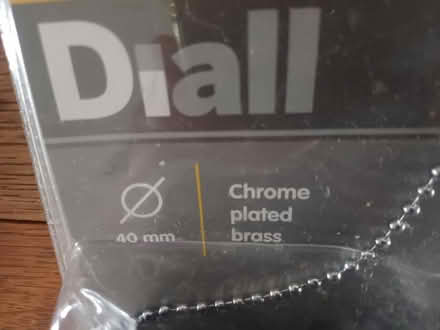 Diall
Ø
40 mm
Chrome
plated
brass